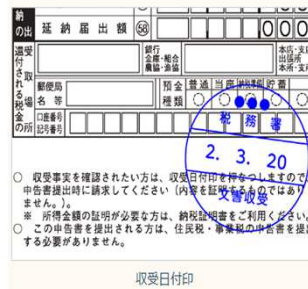 納の出
延納届出額 58 000
還付される税金の所 受取場
銀行 金庫・組合 農協・漁協
本店・支店 出張所 本所・支所
郵便局名等
預金種類 普通 当座 納税準備 貯蓄
口座番号 記号番号
税務署
2. 3. 20
文書収受
○ 収受事実を確認されたい方は、収受日付印を押なつしますので
申告書提出時に請求してください(内容を証明するものではあり
ません。)。
※ 所得金額の証明が必要な方は、納税証明書をご利用ください。
○ この申告書を提出される方は、住民税・事業税の申告書を提出
する必要がありません。
収受日付印